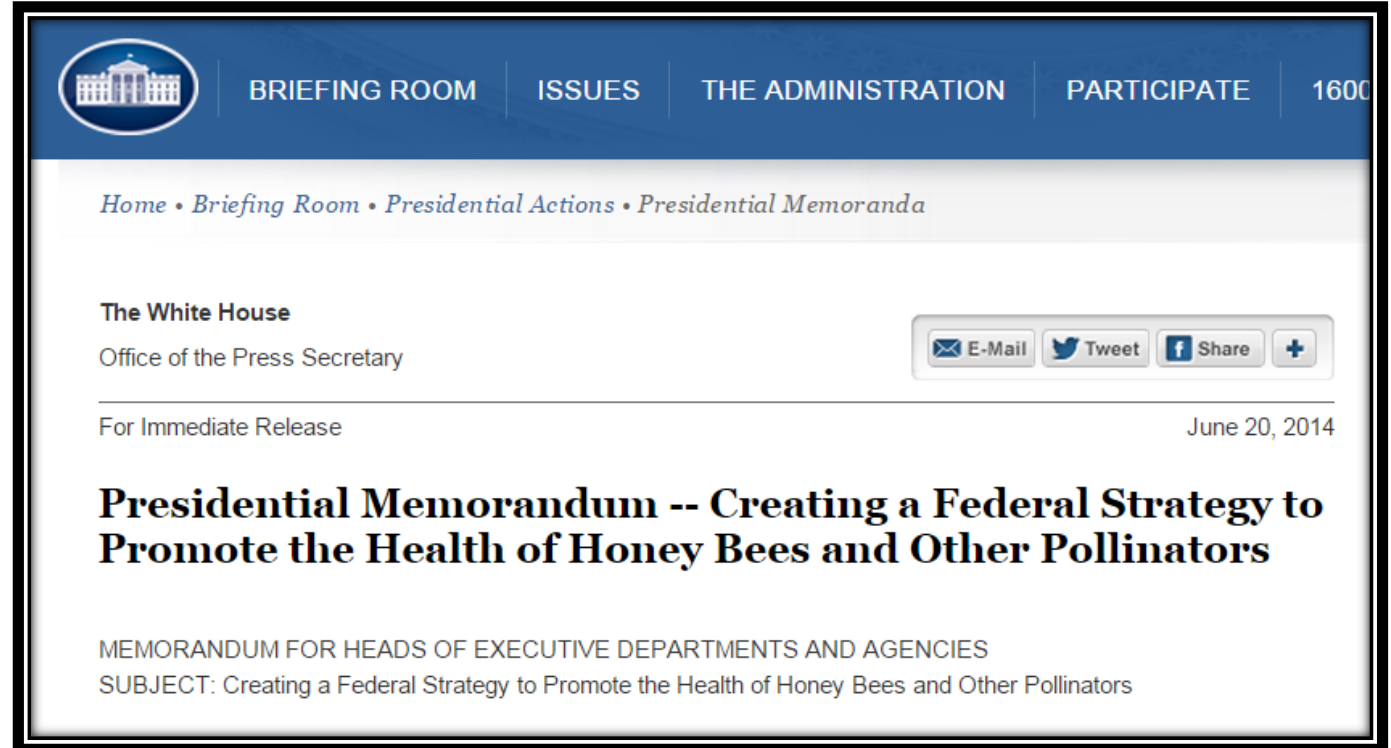 BRIEFING ROOM ISSUES THE ADMINISTRATION PARTICIPATE 1600
Home • Briefing Room • Presidential Actions • Presidential Memoranda
The White House
Office of the Press Secretary
E-Mail Tweet Share
For Immediate Release June 20, 2014
Presidential Memorandum -- Creating a Federal Strategy to
Promote the Health of Honey Bees and Other Pollinators
MEMORANDUM FOR HEADS OF EXECUTIVE DEPARTMENTS AND AGENCIES
SUBJECT: Creating a Federal Strategy to Promote the Health of Honey Bees and Other Pollinators